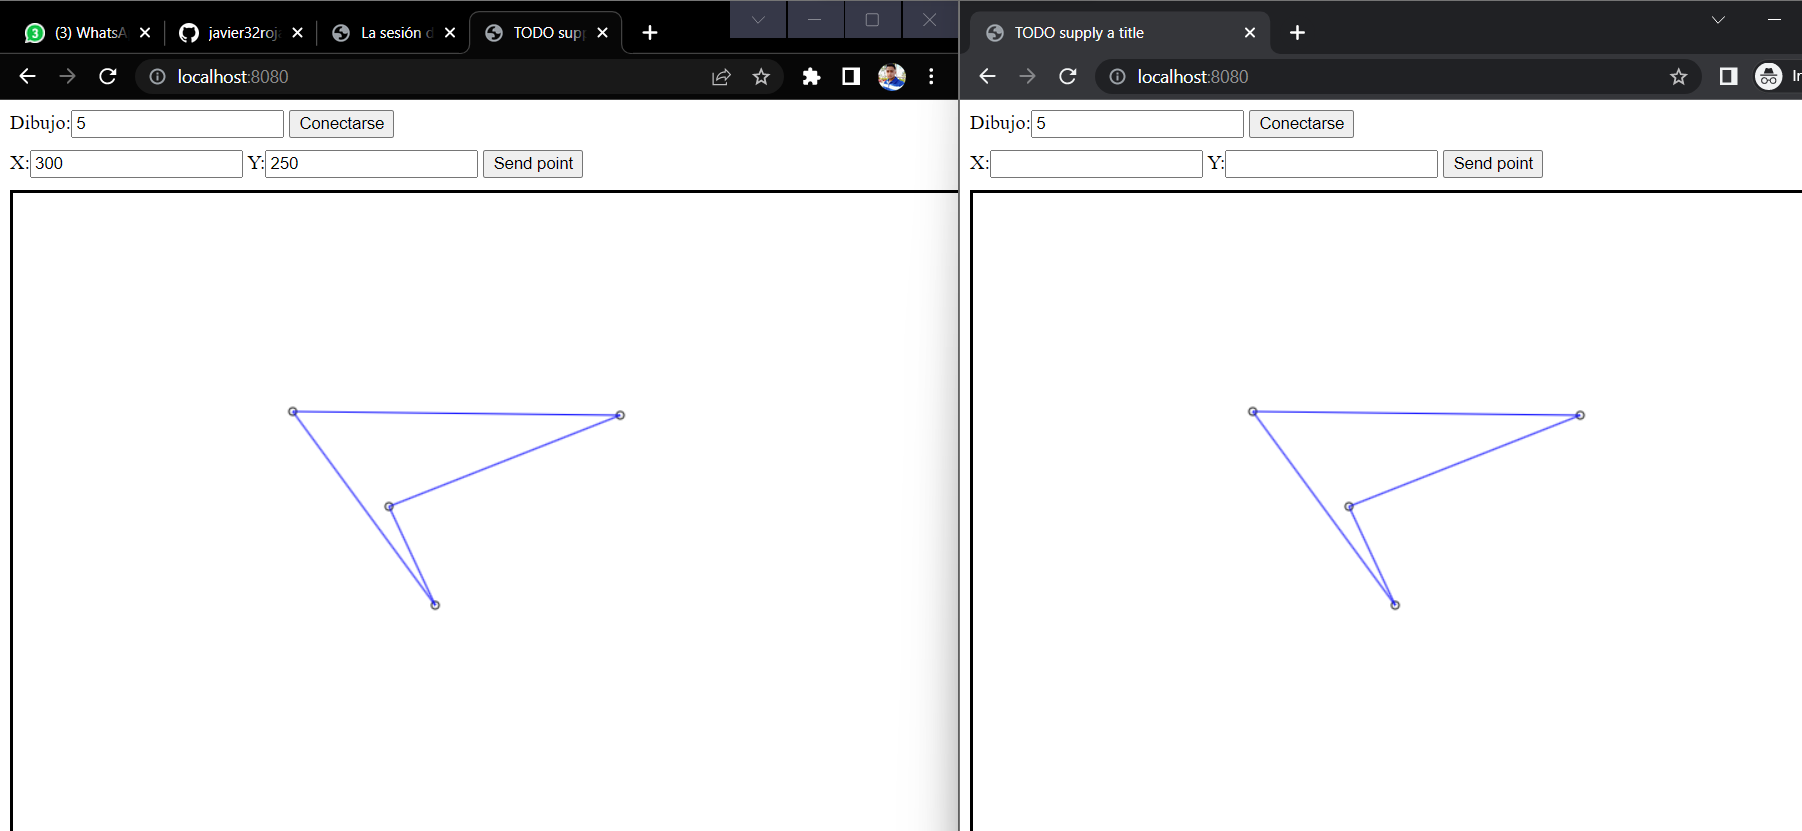 (3) WhatsA
javier32roj
La sesión d
TODO sup
localhost:8080
Dibujo: 5 Conectarse
X: 300 Y: 250 Send point
TODO supply a title
localhost:8080
In
Dibujo: 5 Conectarse
X: Y: Send point